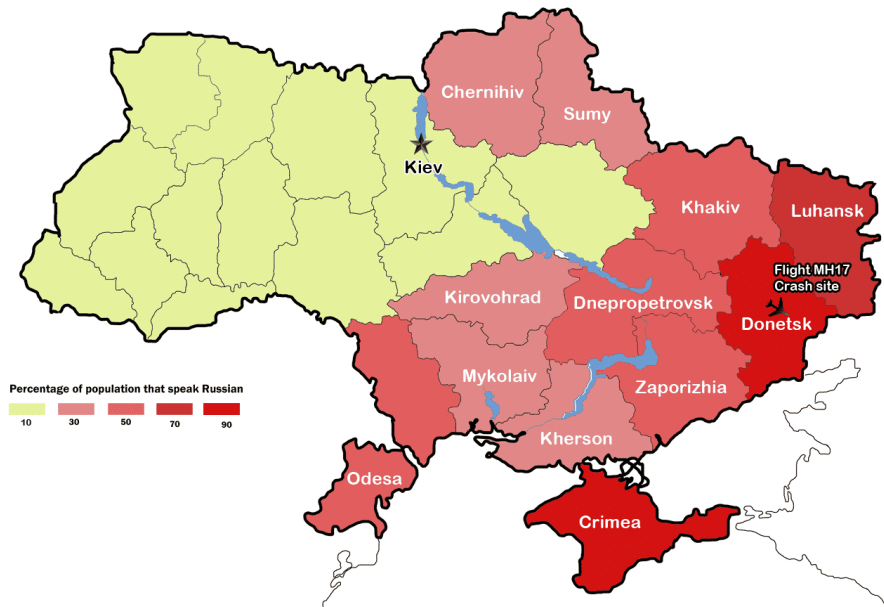 Chernihiv
Sumy
Kiev
Khakiv
Luhansk
Flight MH17
Crash site
Kirovohrad
Dnepropetrovsk
Donetsk
Mykolaiv
Zaporizhia
Percentage of population that speak Russian
10 30 50 70 90
Kherson
Odesa
Crimea